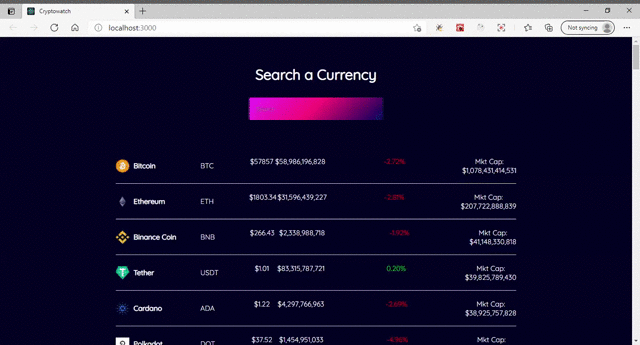 Cryptowatch
localhost:3000
Not syncing
Search a Currency
Bitcoin BTC $57857 $58,986,196,828 -2.72% Mkt Cap:
$1,078,431,414,531
Ethereum ETH $1803.34 $31,596,439,227 -2.81% Mkt Cap:
$207,722,888,839
Binance Coin BNB $266.43 $2,338,988,718 -1.92% Mkt Cap:
$41,148,330,818
Tether USDT $1.01 $83,315,787,721 0.20% Mkt Cap:
$39,825,789,430
Cardano ADA $1.22 $4,297,766,963 -3.69% Mkt Cap:
$38,925,757,828
Polkadot DOT $37.52 $1,454,951,033 Mkt Cap: